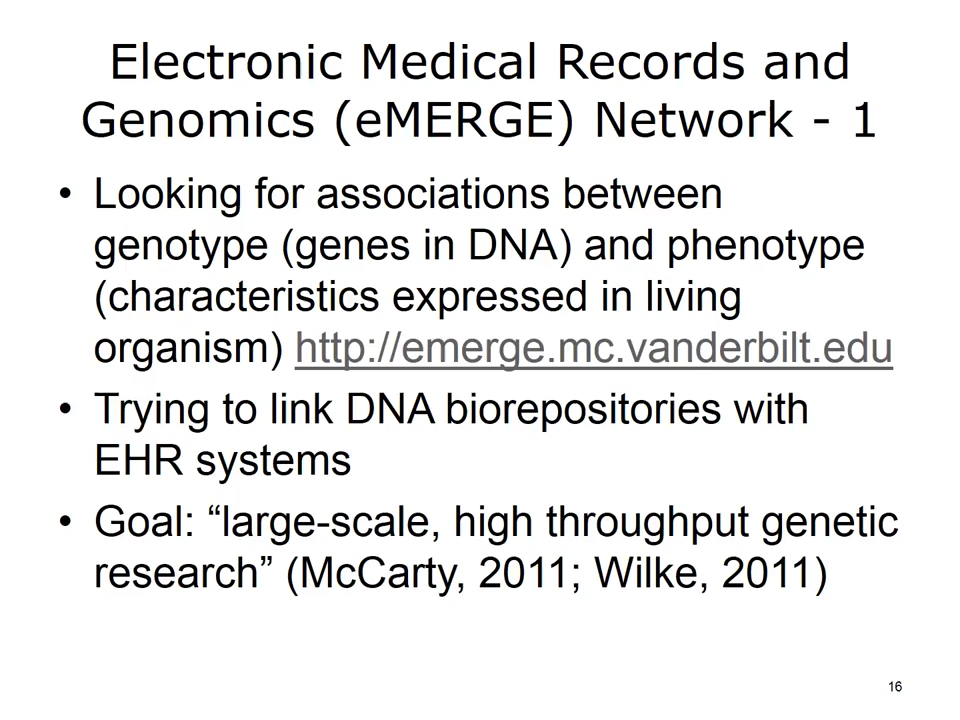 Electronic Medical Records and
Genomics (eMERGE) Network - 1
• Looking for associations between
genotype (genes in DNA) and phenotype
(characteristics expressed in living
organism) http://emerge.mc.vanderbilt.edu
• Trying to link DNA biorepositories with
EHR systems
• Goal: “large-scale, high throughput genetic
research” (McCarty, 2011; Wilke, 2011)
16